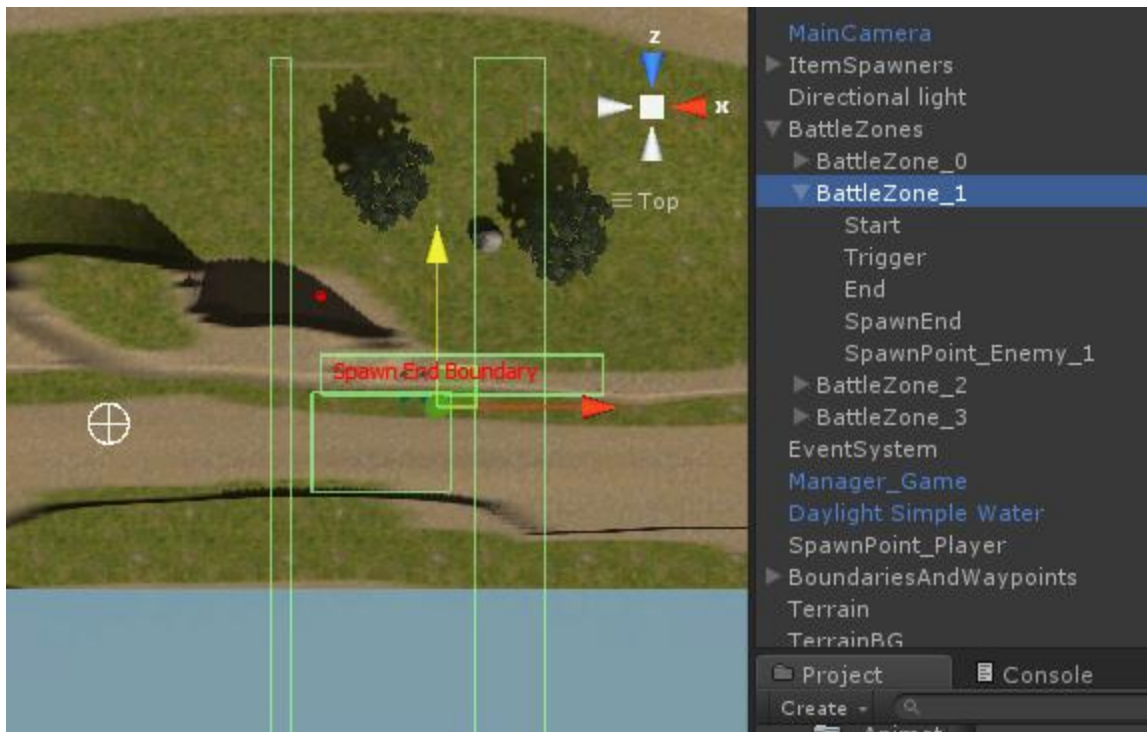 z
x
Top
Spawn End Boundary
MainCamera
ItemSpawners
Directional light
BattleZones
BattleZone_0
BattleZone_1
Start
Trigger
End
SpawnEnd
SpawnPoint_Enemy_1
BattleZone_2
BattleZone_3
EventSystem
Manager_Game
Daylight Simple Water
SpawnPoint_Player
BoundariesAndWaypoints
Terrain
TerrainBG
Project Console
Create